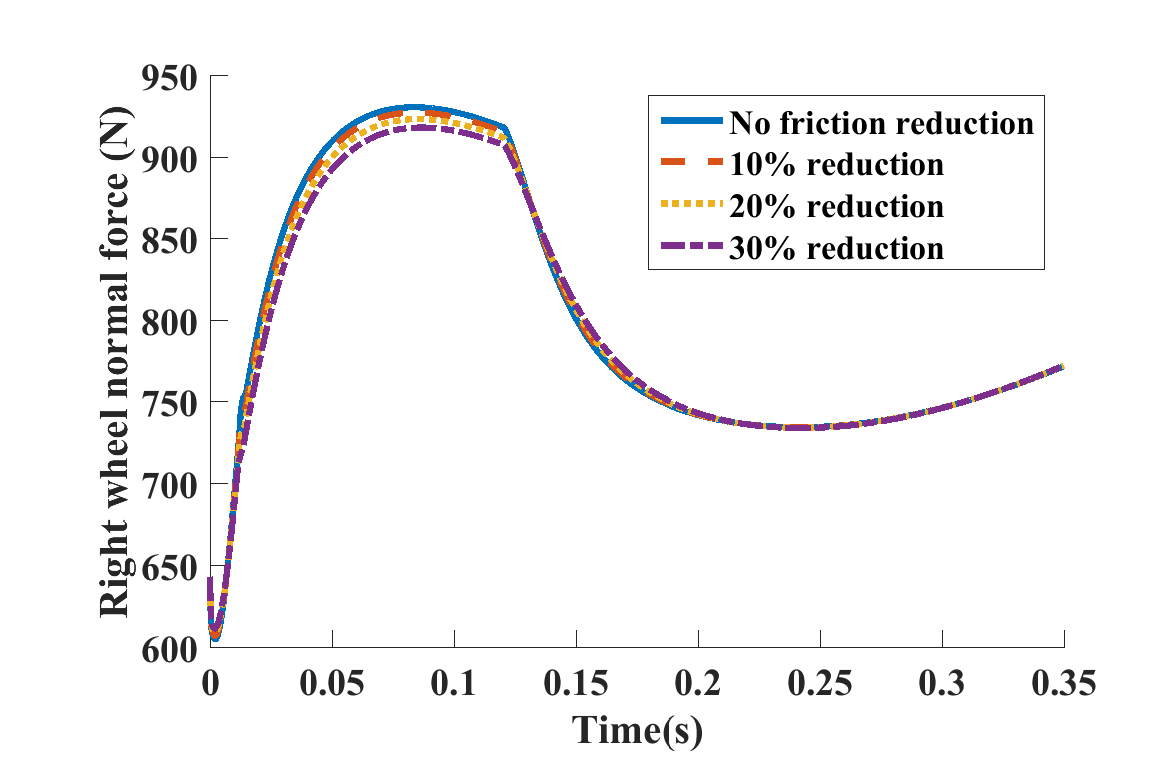 Right wheel normal force (N)
950
900
850
800
750
700
650
600
0 0.05 0.1 0.15 0.2 0.25 0.3 0.35
Time(s)
No friction reduction
10% reduction
20% reduction
30% reduction